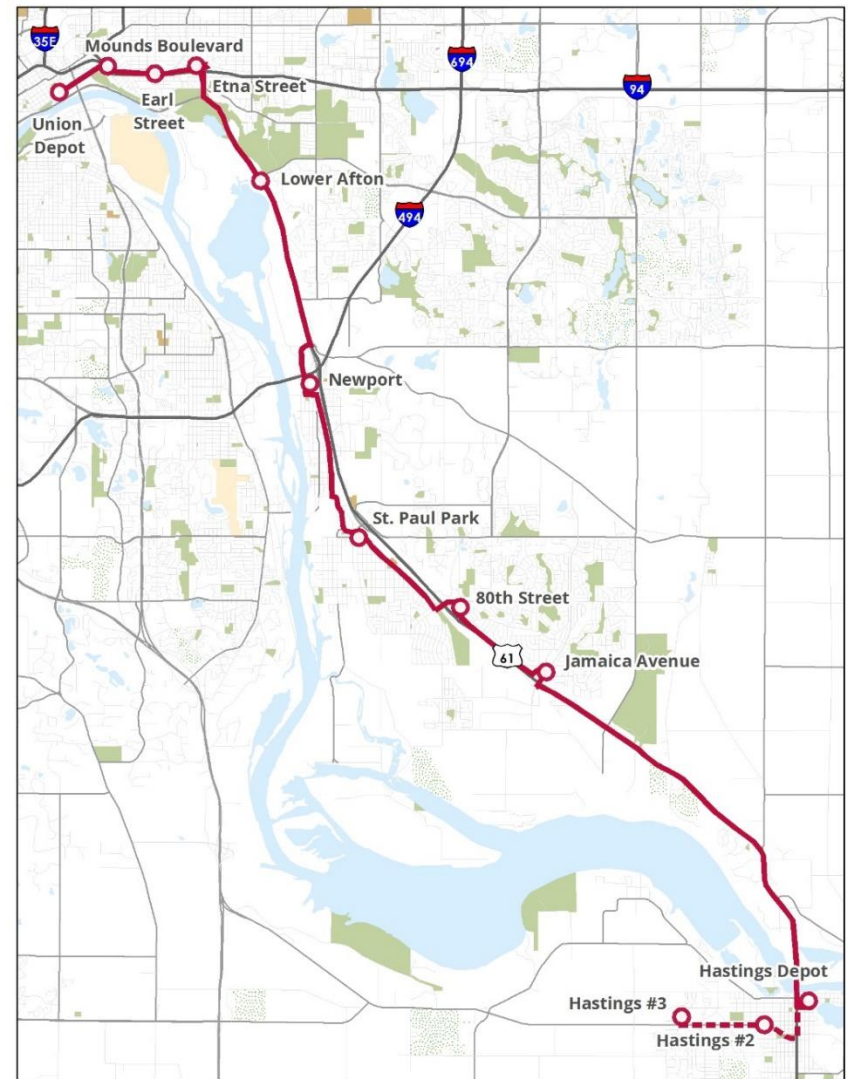 35E
Mounds Boulevard
694
94
Etna Street
Earl
Street
Union
Depot
Lower Afton
494
Newport
St. Paul Park
80th Street
61
Jamaica Avenue
Hastings Depot
Hastings #3
Hastings #2